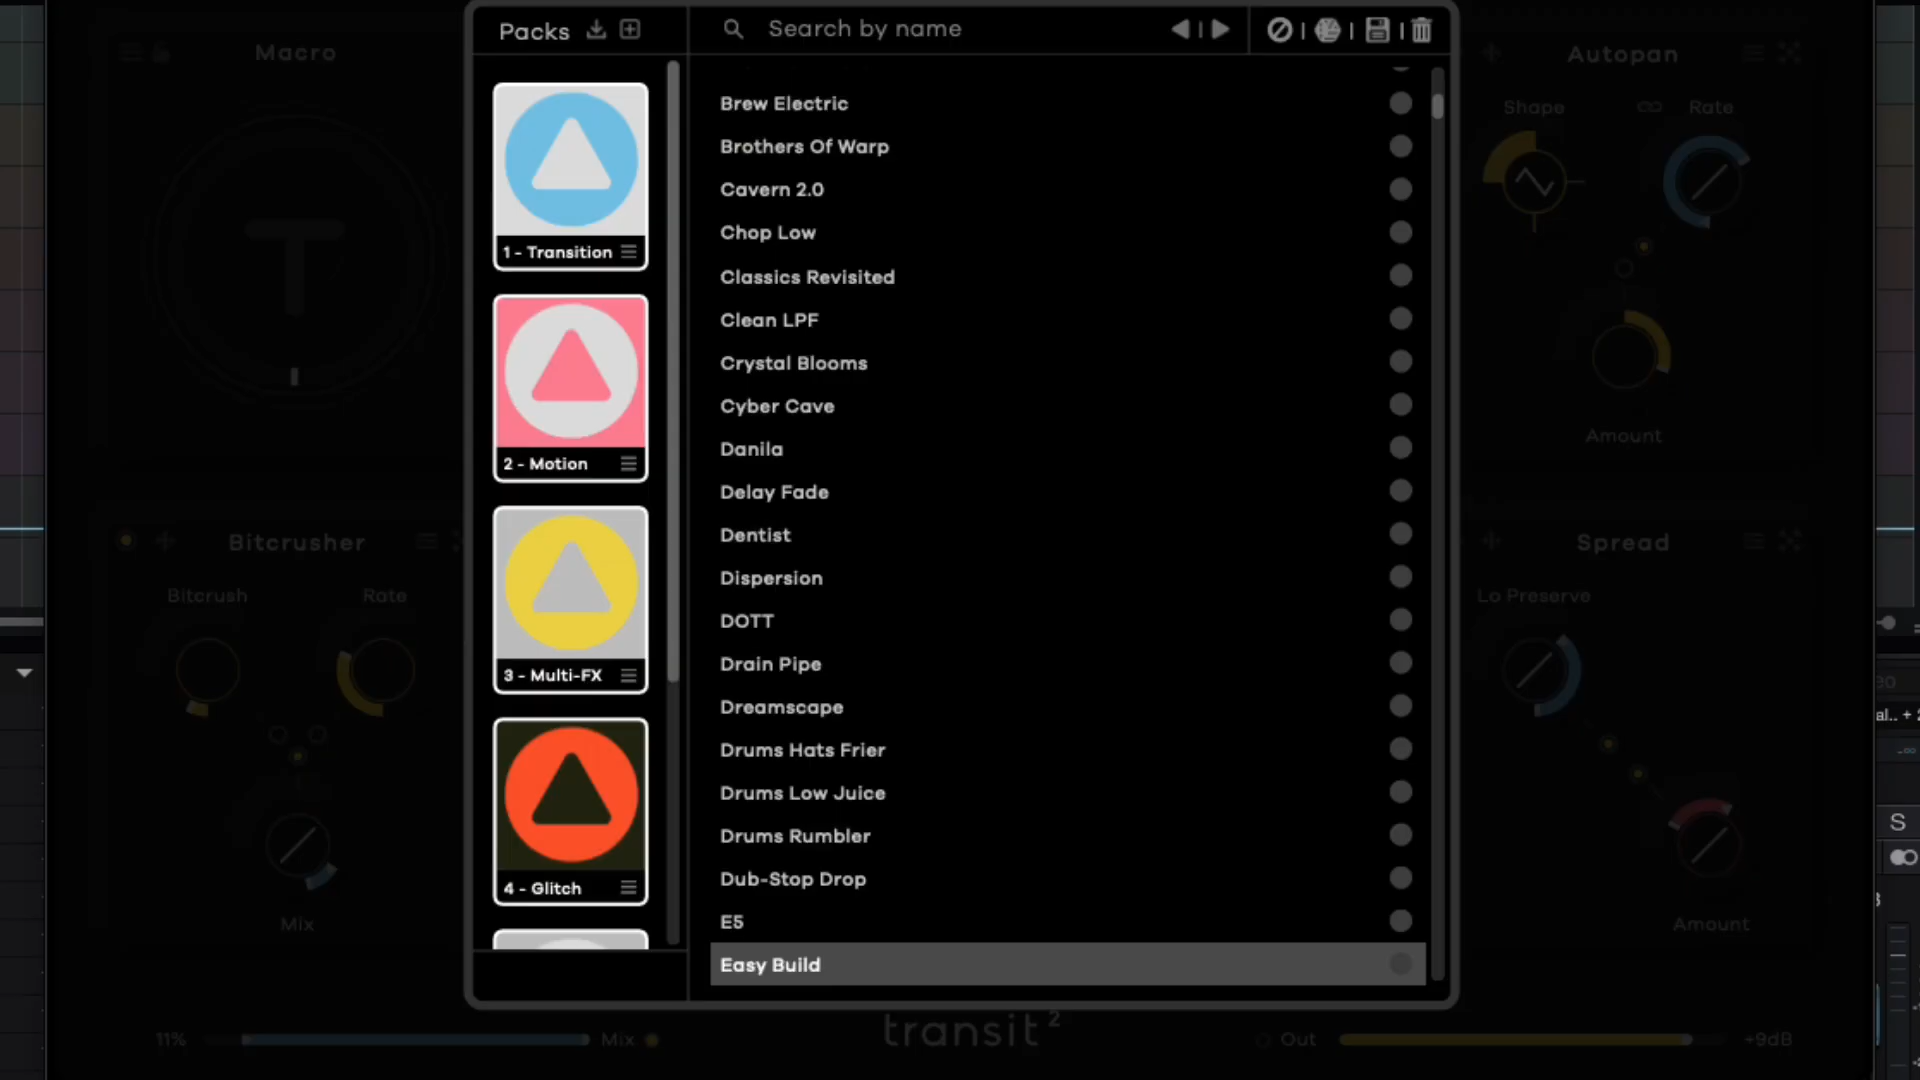 Packs
Search by name
Macro
Autopan
Shape
Rate
Amount
1 - Transition
2 - Motion
3 - Multi-FX
4 - Glitch
Brew Electric
Brothers Of Warp
Cavern 2.0
Chop Low
Classics Revisited
Clean LPF
Crystal Blooms
Cyber Cave
Danila
Delay Fade
Dentist
Dispersion
DOTT
Drain Pipe
Dreamscape
Drums Hats Frier
Drums Low Juice
Drums Rumbler
Dub-Stop Drop
E5
Easy Build
Bitcrusher
Bitcrush
Rate
Mix
Spread
Lo Preserve
Amount
S
11%
Mix
transit 2
Out
+9dB